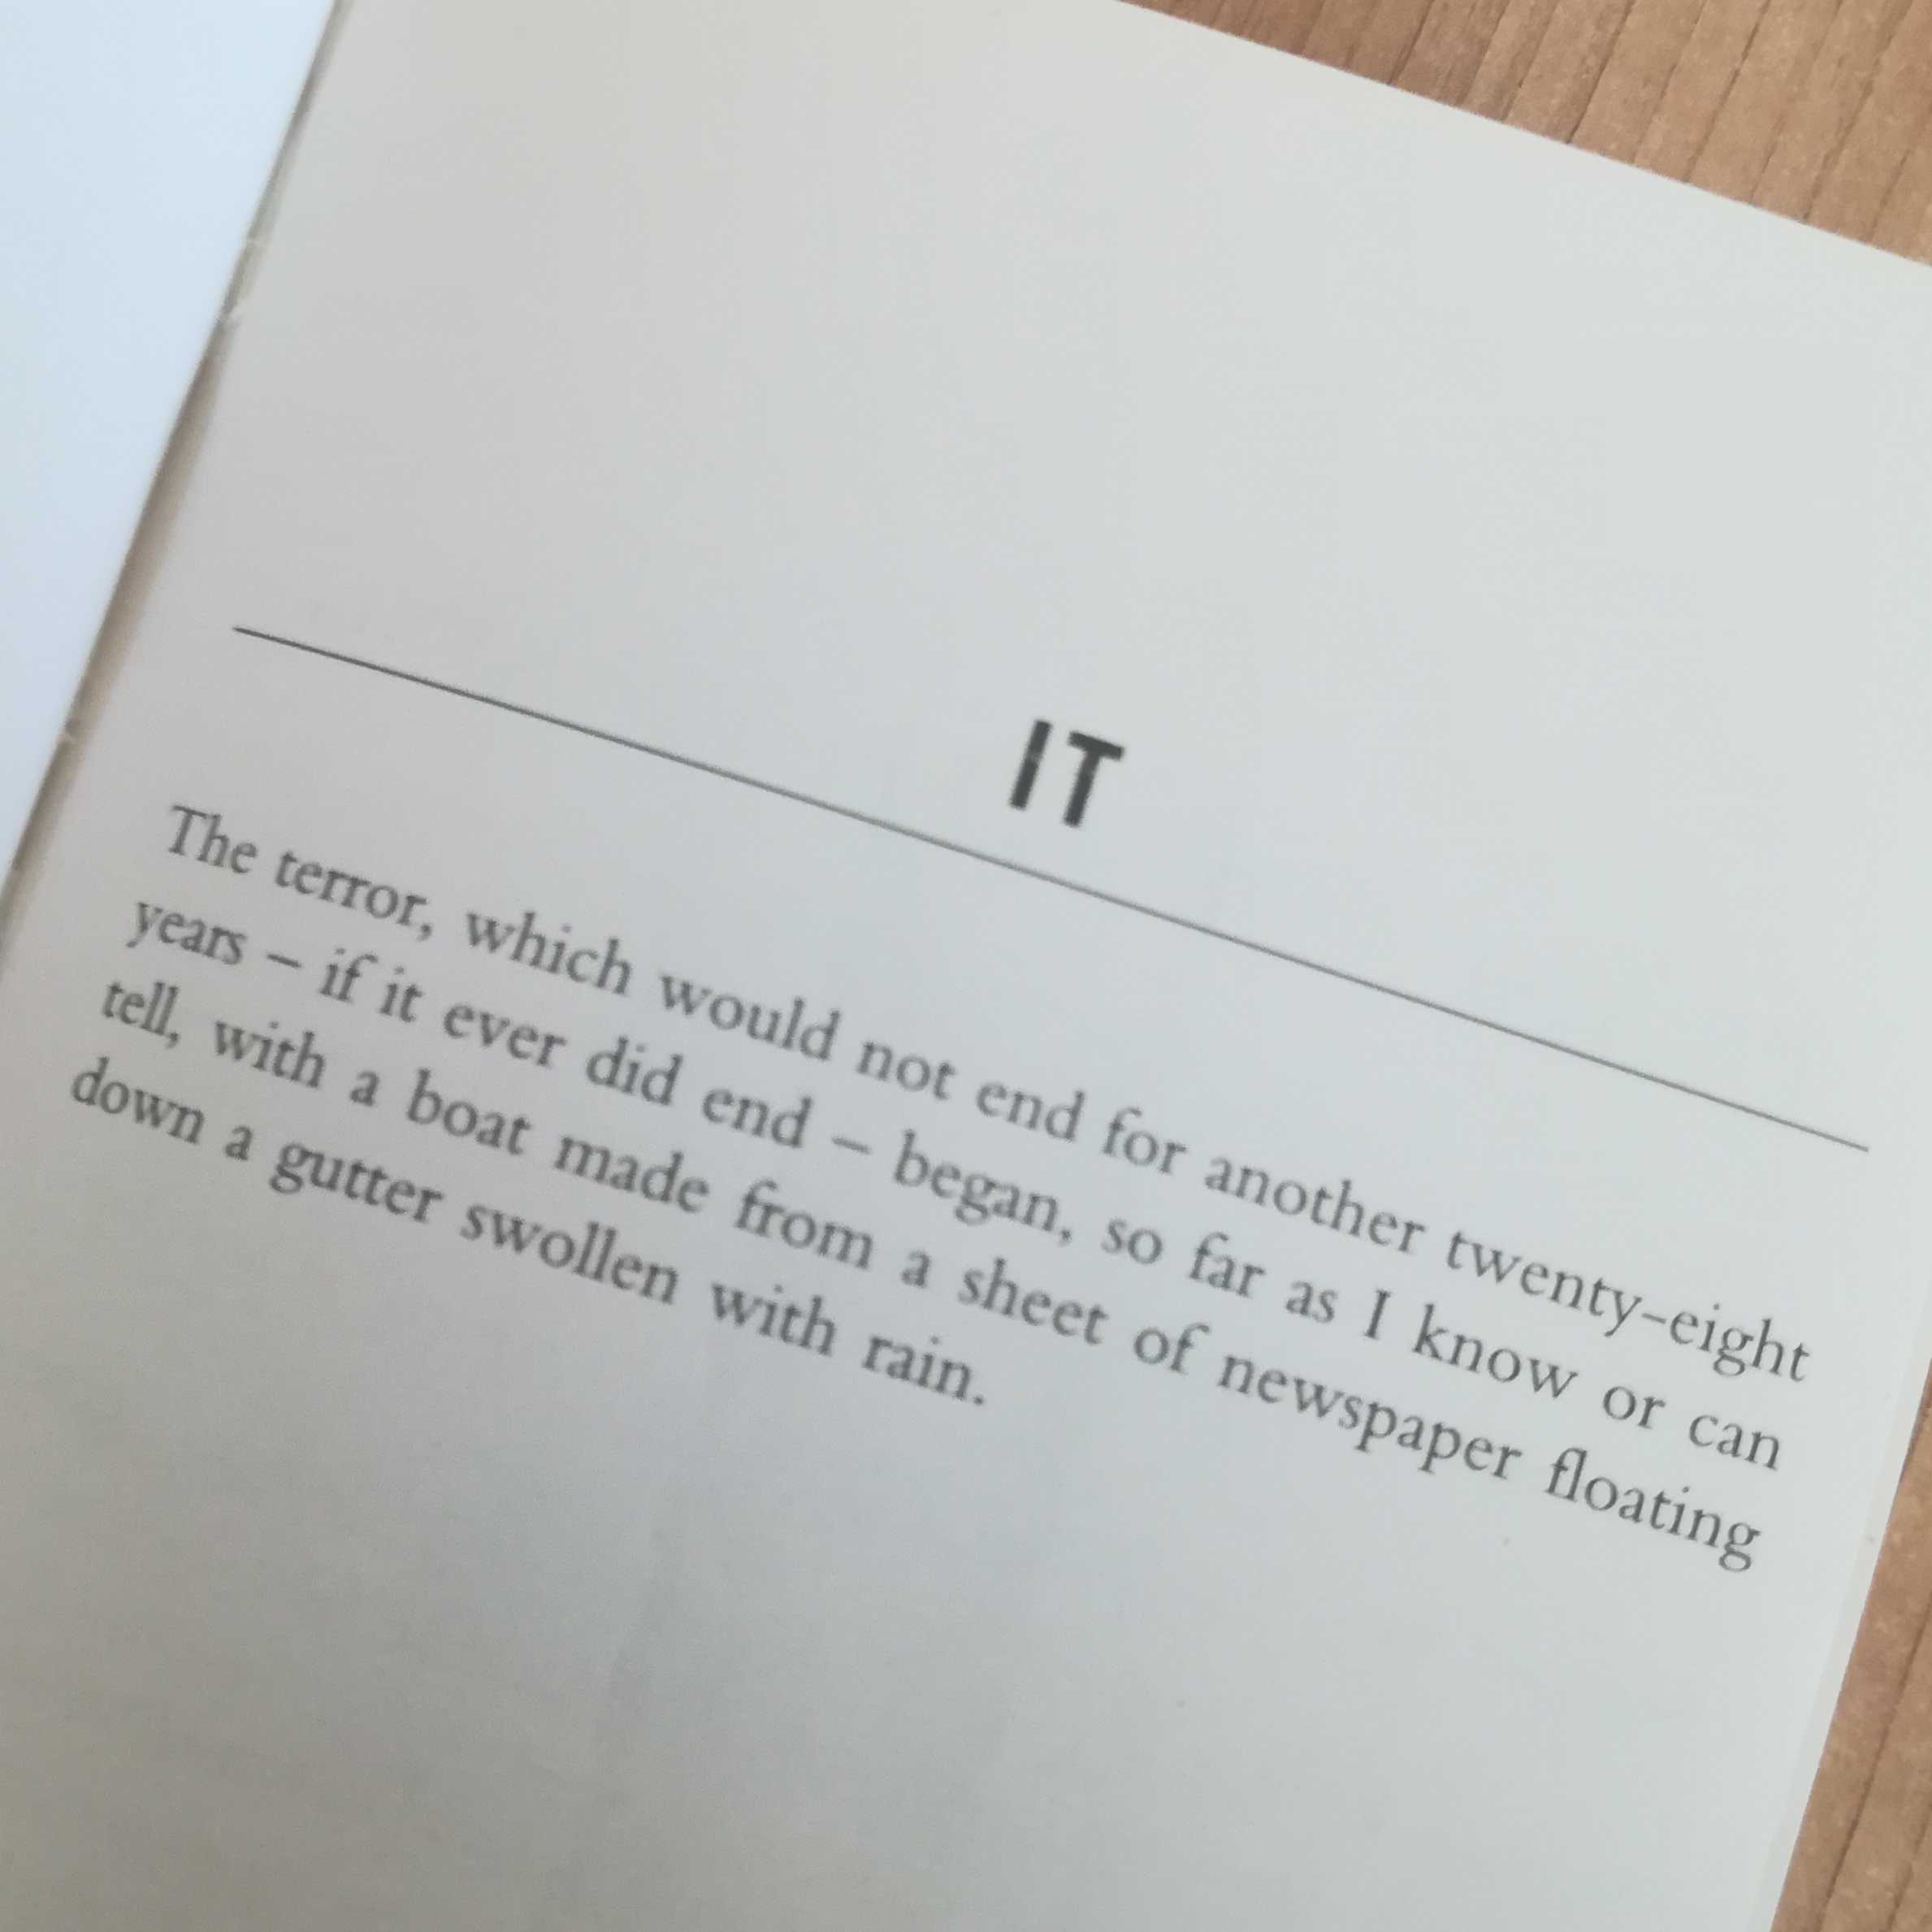 IT
The terror, which would not end for another twenty-eight
years – if it ever did end – began, so far as I know or can
tell, with a boat made from a sheet of newspaper floating
down a gutter swollen with rain.